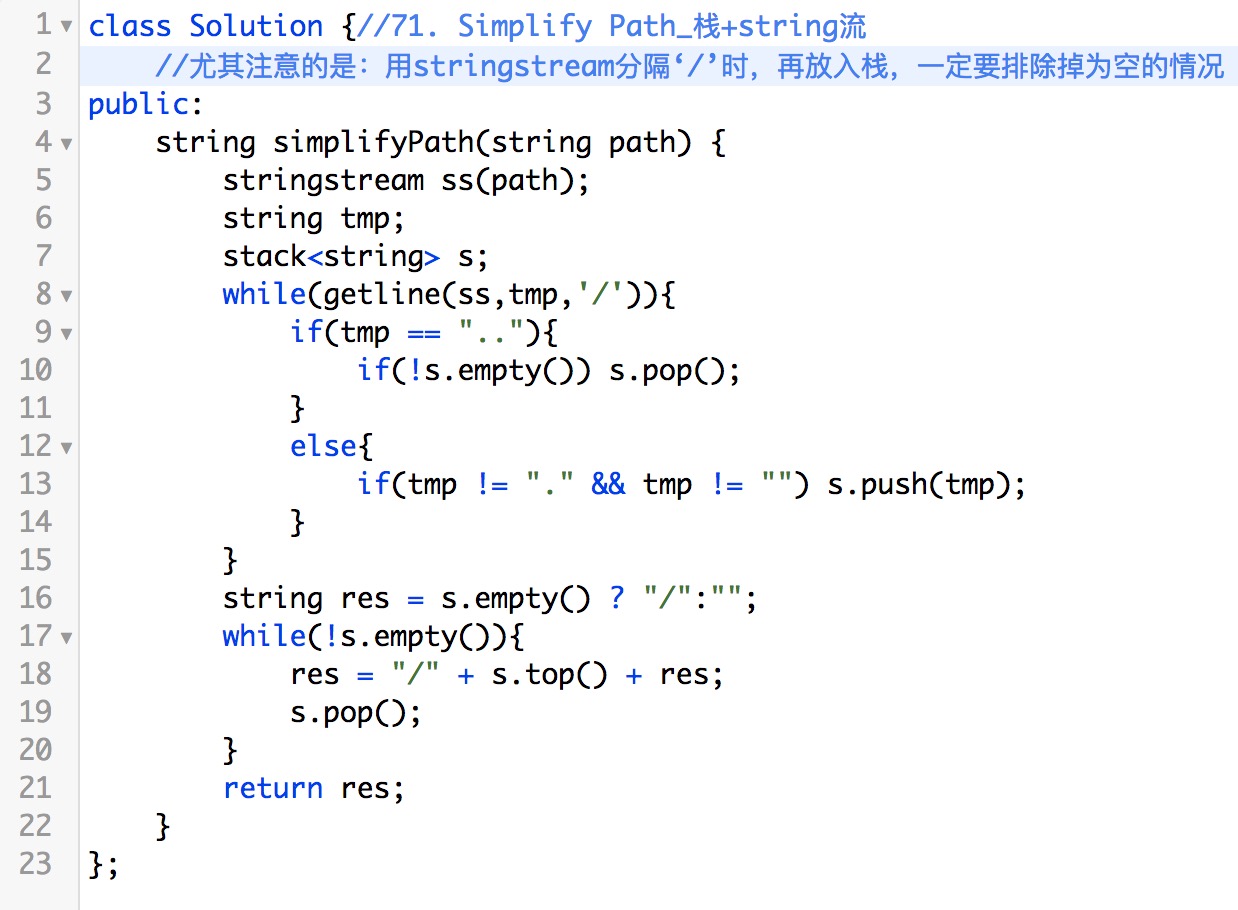 1 class Solution {//71. Simplify Path_栈+string流
2     //尤其注意的是：用stringstream分隔‘/’时，再放入栈，一定要排除掉为空的情况
3 public:
4     string simplifyPath(string path) {
5         stringstream ss(path);
6         string tmp;
7         stack<string> s;
8         while(getline(ss,tmp,'/')){
9             if(tmp == ".."){
10                 if(!s.empty()) s.pop();
11             }
12             else{
13                 if(tmp != "." && tmp != "") s.push(tmp);
14             }
15         }
16         string res = s.empty() ? "/":"";
17         while(!s.empty()){
18             res = "/" + s.top() + res;
19             s.pop();
20         }
21         return res;
22     }
23 };